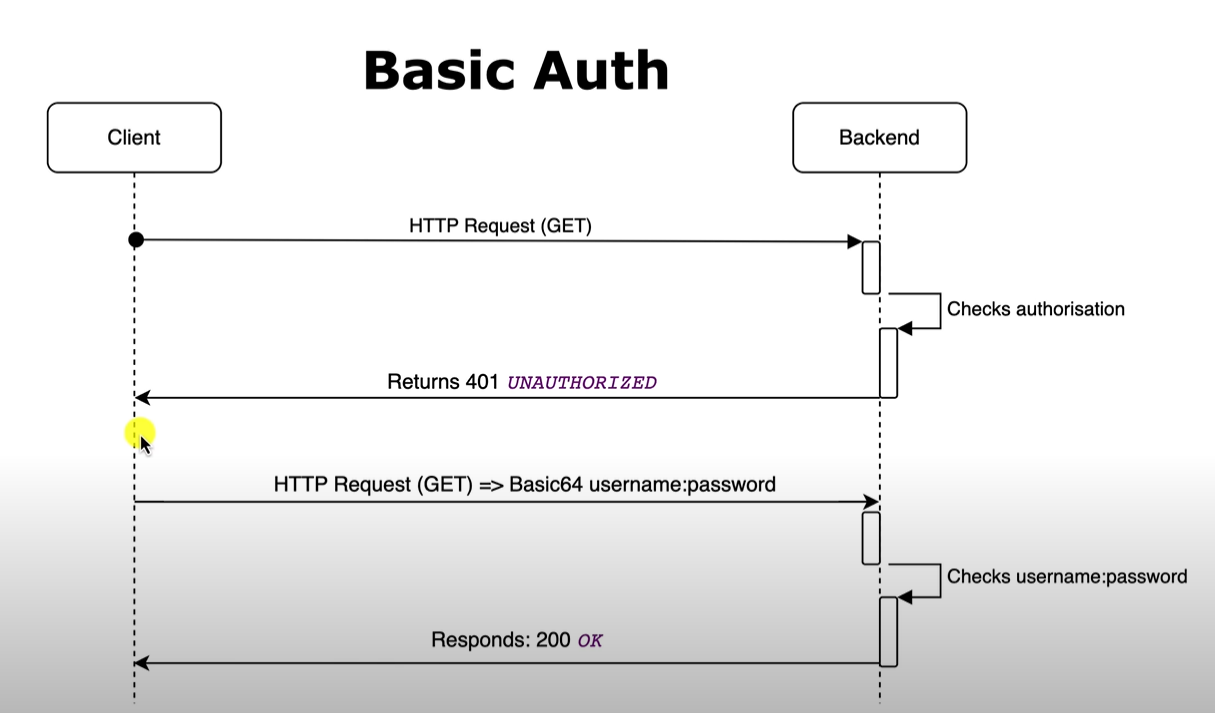 Basic Auth
Client
Backend
HTTP Request (GET)
Checks authorisation
Returns 401 UNAUTHORIZED
HTTP Request (GET) => Basic64 username:password
Checks username:password
Responds: 200 OK